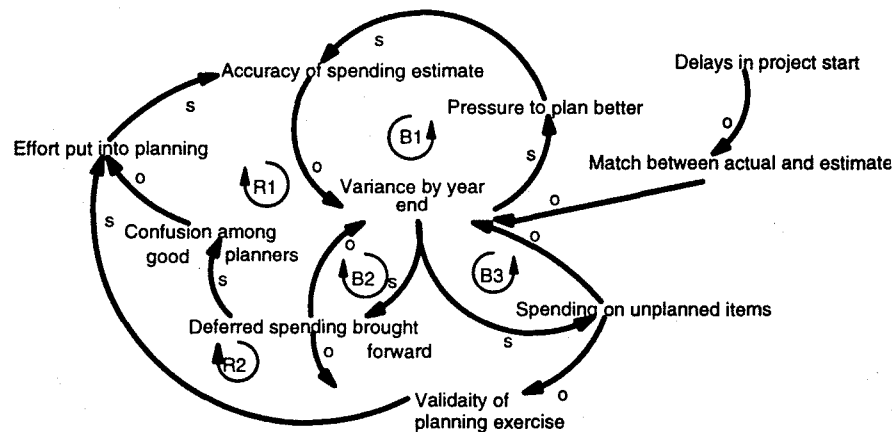 s
Accuracy of spending estimate
Delays in project start
s
Pressure to plan better
o
Effort put into planning
B1
s
Match between actual and estimate
o
o
R1
Variance by year
end
o
s
Confusion among
good planners
o
o
B2
s
B3
s
Deferred spending brought
forward
Spending on unplanned items
R2
o
s
o
Validaity of
planning exercise